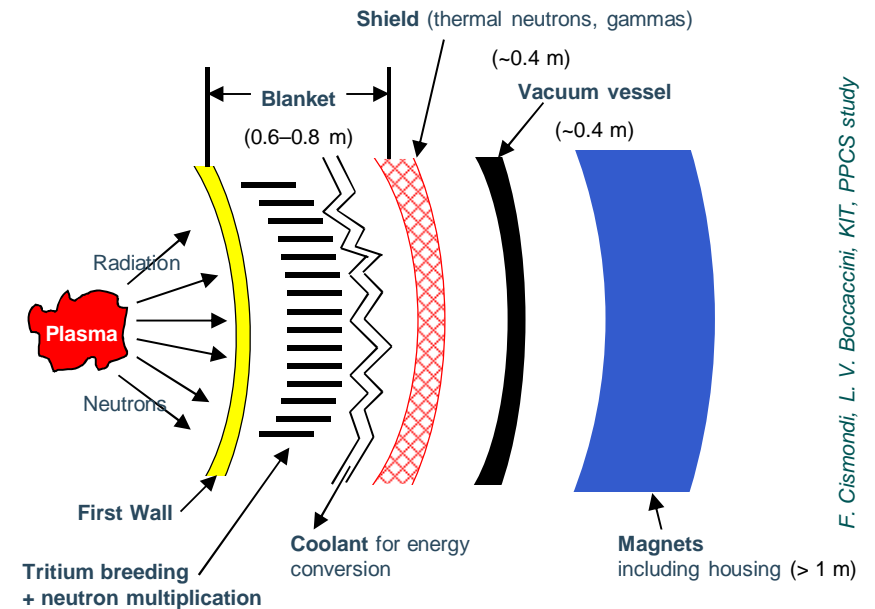 Shield (thermal neutrons, gammas)
(~0.4 m)
Blanket
Vacuum vessel
(0.6–0.8 m)
(~0.4 m)
Radiation
Plasma
Neutrons
First Wall
Coolant for energy
conversion
Magnets
including housing (> 1 m)
Tritium breeding
+ neutron multiplication
F. Cismondi, L. V. Boccaccini, KIT, PPCS study